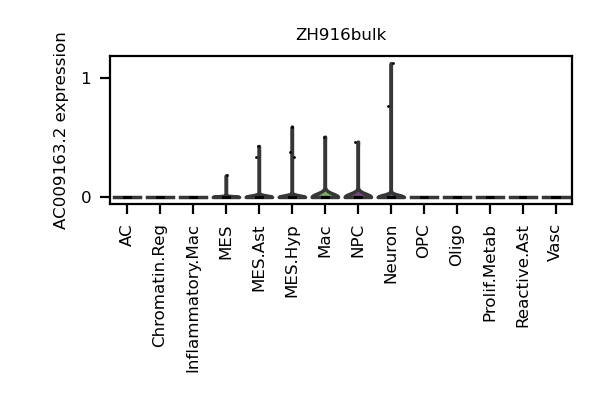 ZH916bulk
AC009163.2 expression
1
0
AC
Chromatin.Reg
Inflammatory.Mac
MES
MES.Ast
MES.Hyp
Mac
NPC
Neuron
OPC
Oligo
Prolif.Metab
Reactive.Ast
Vasc